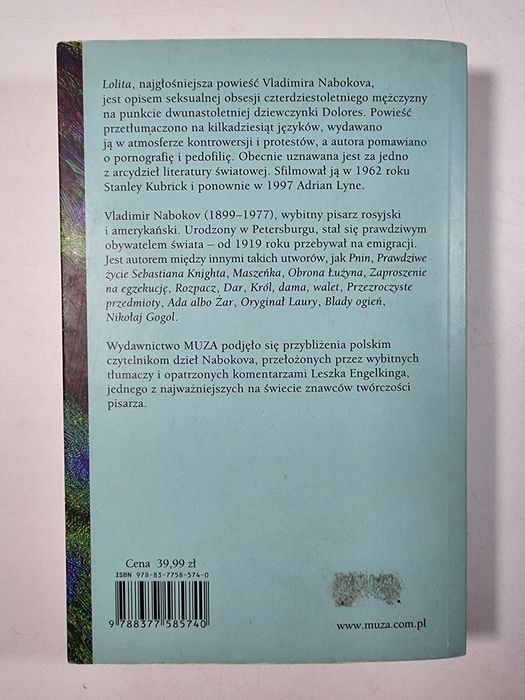 Lolita, najgłośniejsza powieść Vladimira Nabokova,
jest opisem seksualnej obsesji czterdziestoletniego mężczyzny
na punkcie dwunastoletniej dziewczynki Dolores. Powieść
przetłumaczono na kilkadziesiąt języków, wydawano
ją w atmosferze kontrowersji i protestów, a autora pomawiano
o pornografię i pedofilię. Obecnie uznawana jest za jedno
z arcydzieł literatury światowej. Sfilmował ją w 1962 roku
Stanley Kubrick i ponownie w 1997 Adrian Lyne.
Vladimir Nabokov (1899–1977), wybitny pisarz rosyjski
i amerykański. Urodzony w Petersburgu, stał się prawdziwym
obywatelem świata – od 1919 roku przebywał na emigracji.
Jest autorem między innymi takich utworów, jak Pnin, Prawdziwe
życie Sebastiana Knighta, Maszeńka, Obrona Łużyna, Zaproszenie
na egzekucję, Rozpacz, Dar, Król, dama, walet, Przezroczyste
przedmioty, Ada albo Żar, Oryginał Laury, Blady ogień,
Nikołaj Gogol.
Wydawnictwo MUZA podjęło się przybliżenia polskim
czytelnikom dzieł Nabokova, przełożonych przez wybitnych
tłumaczy i opatrzonych komentarzami Leszka Engelkinga,
jednego z najważniejszych na świecie znawców twórczości
pisarza.
Cena 39,99 zł
ISBN 978-83-7758-574-0
9 788377 585740
www.muza.com.pl